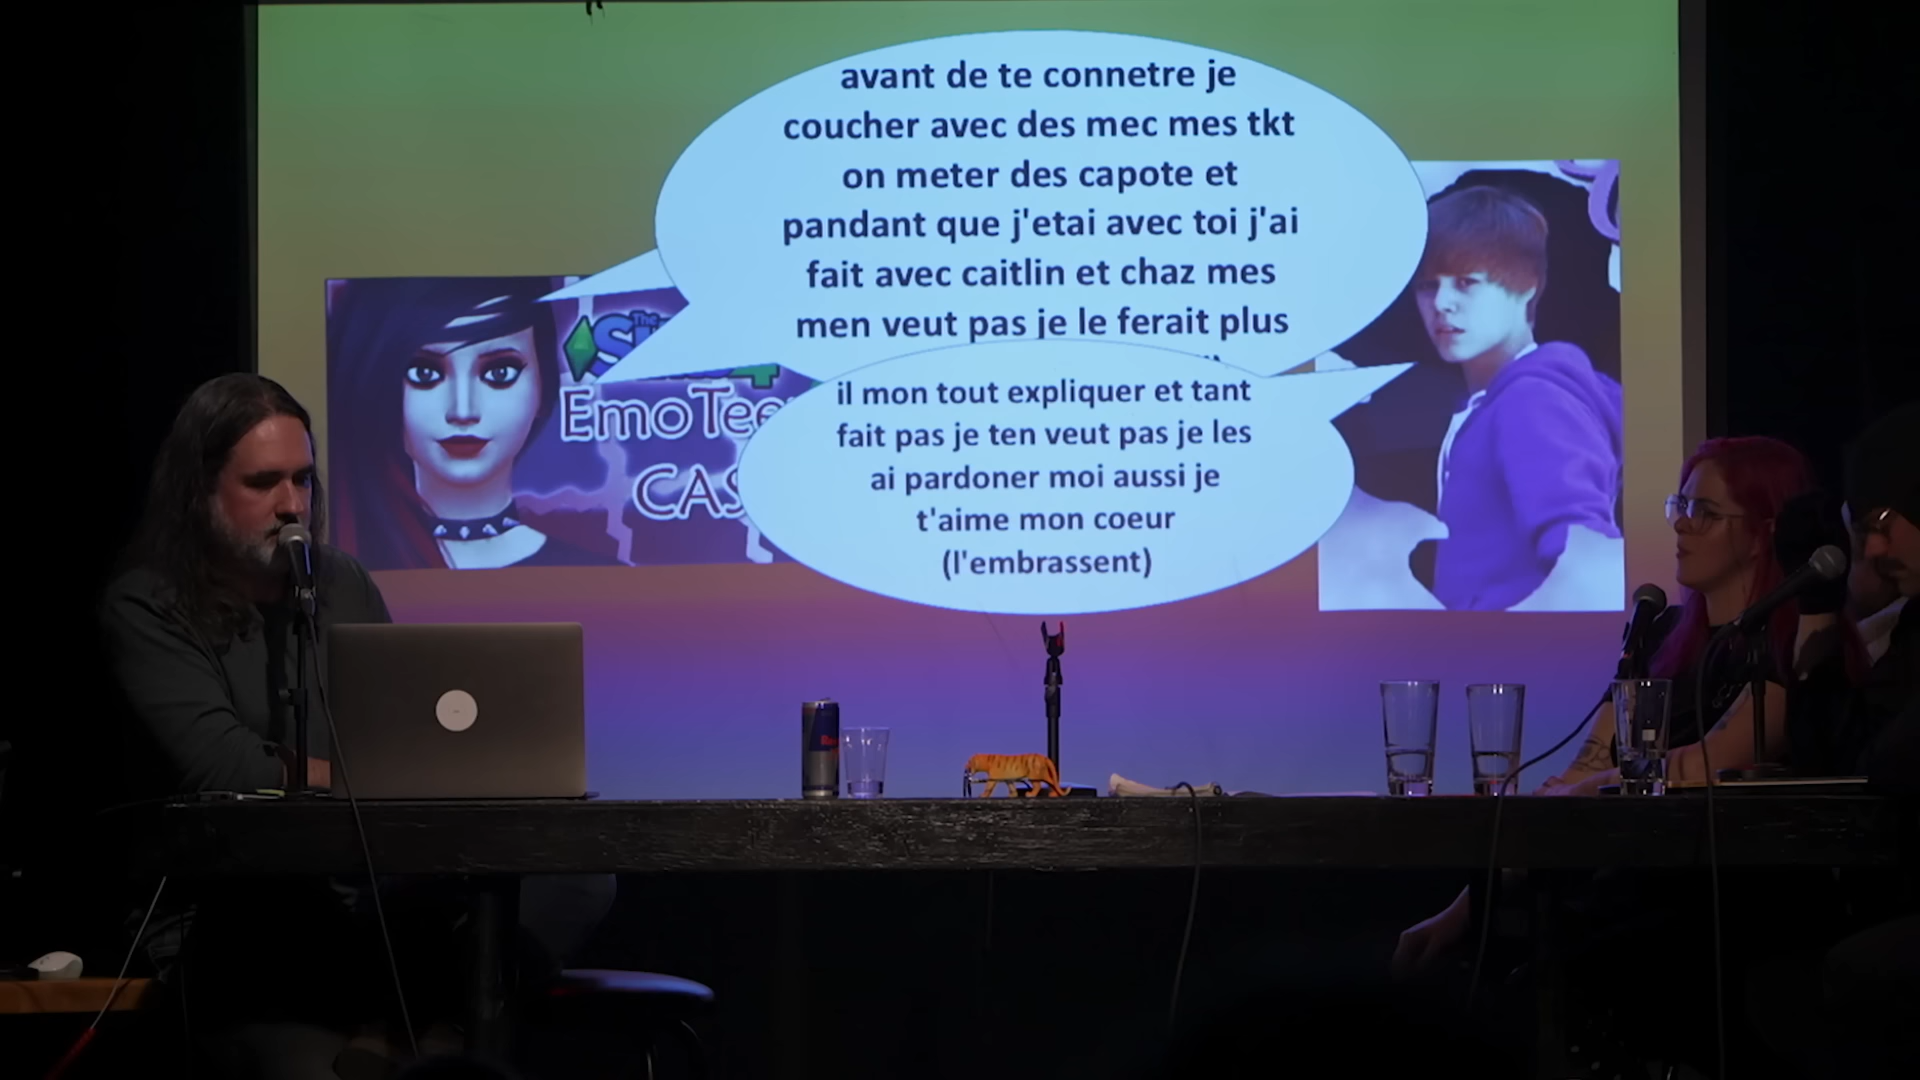 avant de te connetre je
coucher avec des mec mes tkt
on meter des capote et
pandant que j'etai avec toi j'ai
fait avec caitlin et chaz mes
men veut pas je le ferait plus
il mon tout expliquer et tant
fait pas je ten veut pas je les
ai pardoner moi aussi je
t'aime mon coeur
(l'embrassent)
The
4
EmoTee
CAS